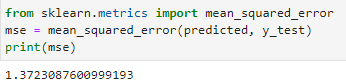 from sklearn.metrics import mean_squared_error
mse = mean_squared_error(predicted, y_test)
print(mse)
1.3723087600999193